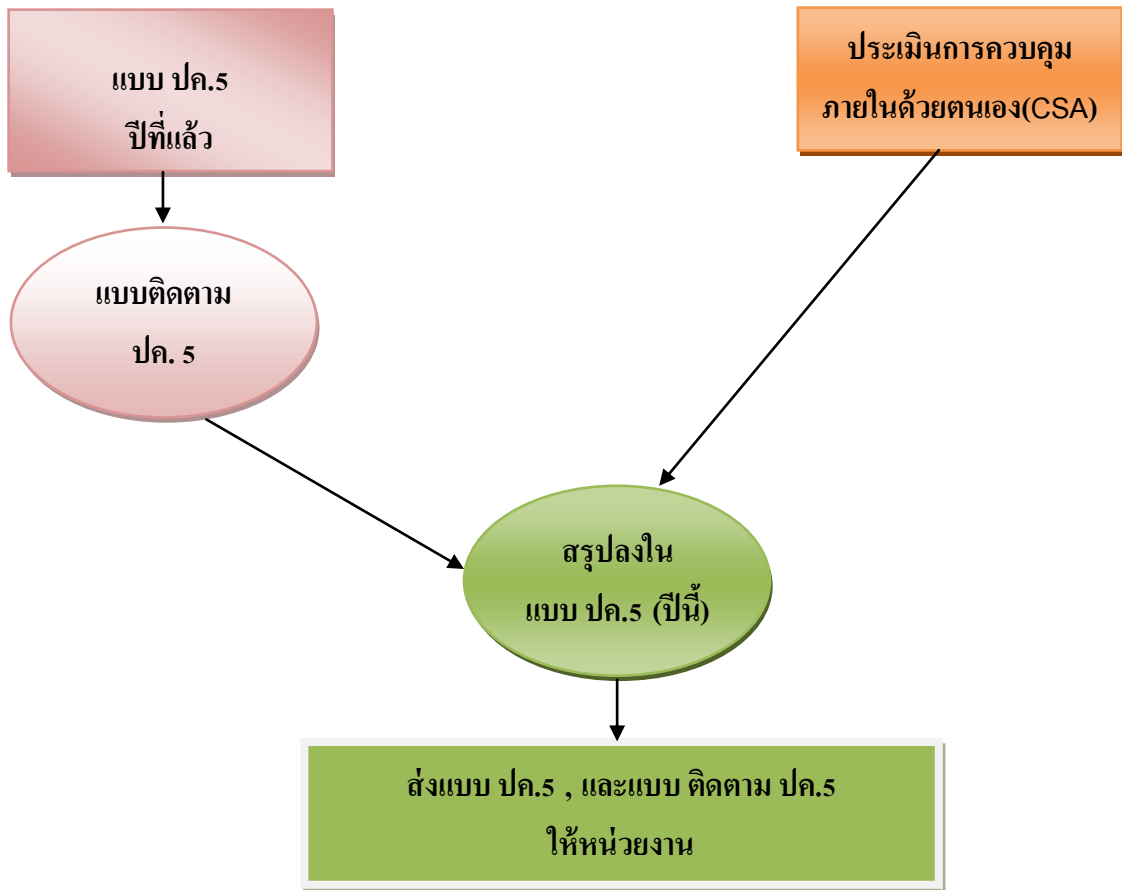 แบบ ปค.5
ปีที่แล้ว
ประเมินการควบคุม
ภายในด้วยตนเอง(CSA)
แบบติดตาม
ปค. 5
สรุปลงใน
แบบ ปค.5 (ปีนี้)
ส่งแบบ ปค.5 , และแบบ ติดตาม ปค.5
ให้หน่วยงาน